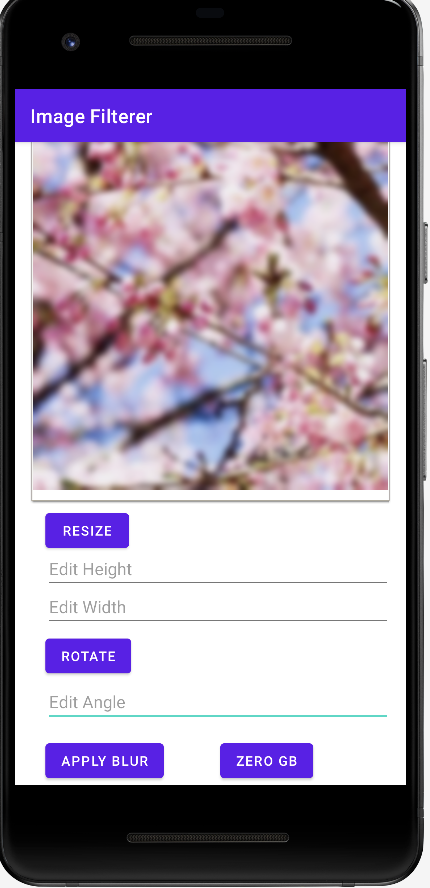 Image Filterer
RESIZE
Edit Height
Edit Width
ROTATE
Edit Angle
APPLY BLUR ZERO GB